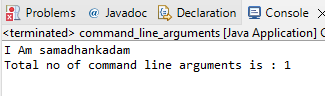 Problems @ Javadoc Declaration Console
<terminated> command_line_arguments [Java Application] C
I Am samadhankadam
Total no of command line arguments is : 1